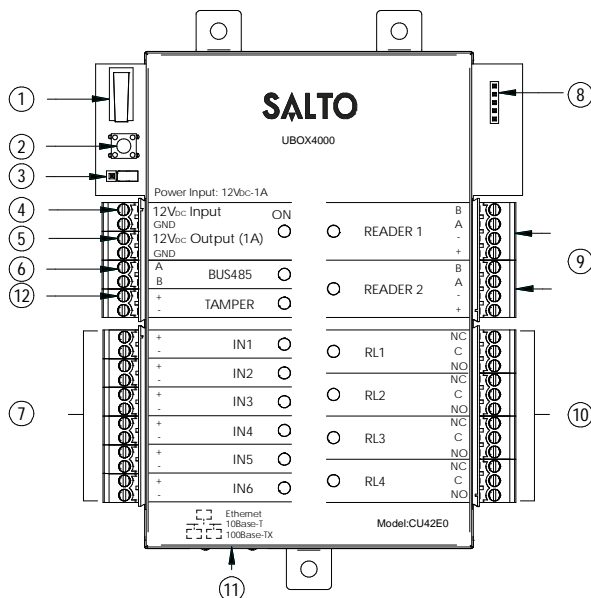 SALTO
UBOX4000
Power Input: 12VDC-1A
12VDC Input
ON
GND
12VDC Output (1A)
GND
A
B
BUS485
+
-
TAMPER
READER 1
B
A
-
+
READER 2
B
A
-
+
+
-
IN1
+
-
IN2
+
-
IN3
+
-
IN4
+
-
IN5
+
-
IN6
RL1
NC
C
NO
RL2
NC
C
NO
RL3
NC
C
NO
RL4
NC
C
NO
Ethernet
10Base-T
100Base-TX
Model:CU42E0
1
2
3
4
5
6
12
7
8
9
10
11